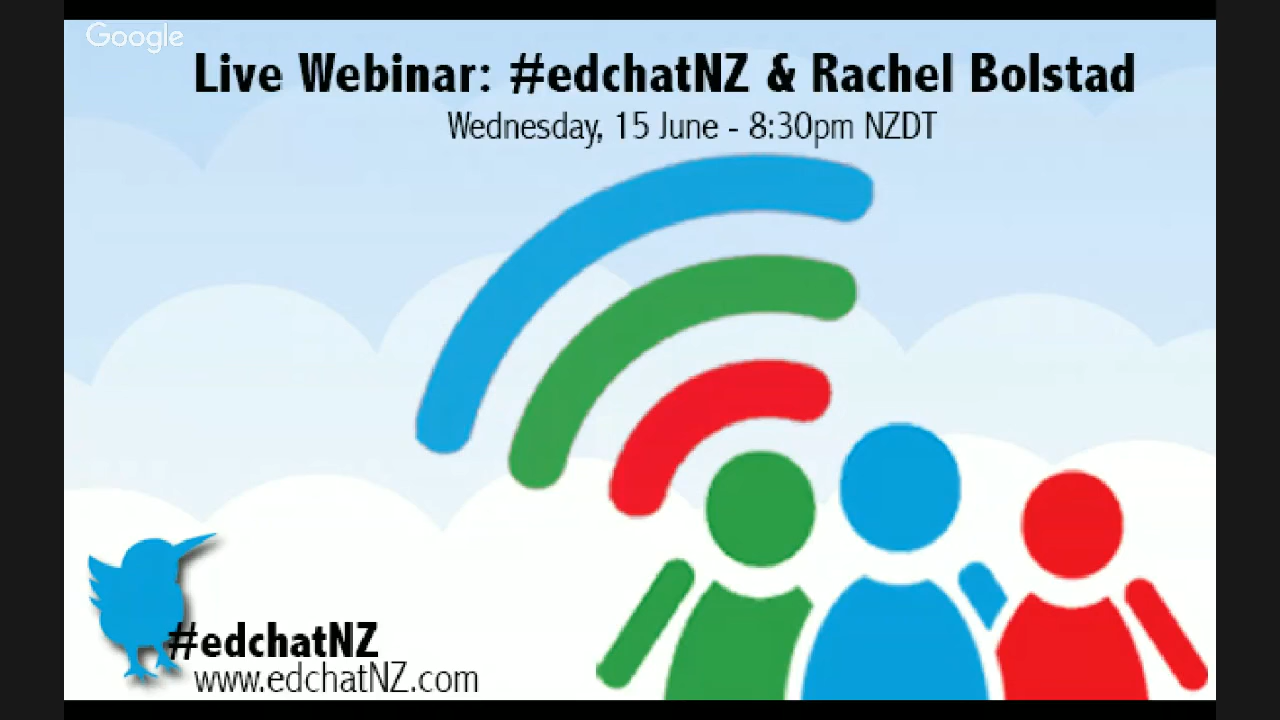 Google
Live Webinar: #edchatNZ & Rachel Bolstad
Wednesday, 15 June - 8:30pm NZDT
#edchatNZ
www.edchatNZ.com